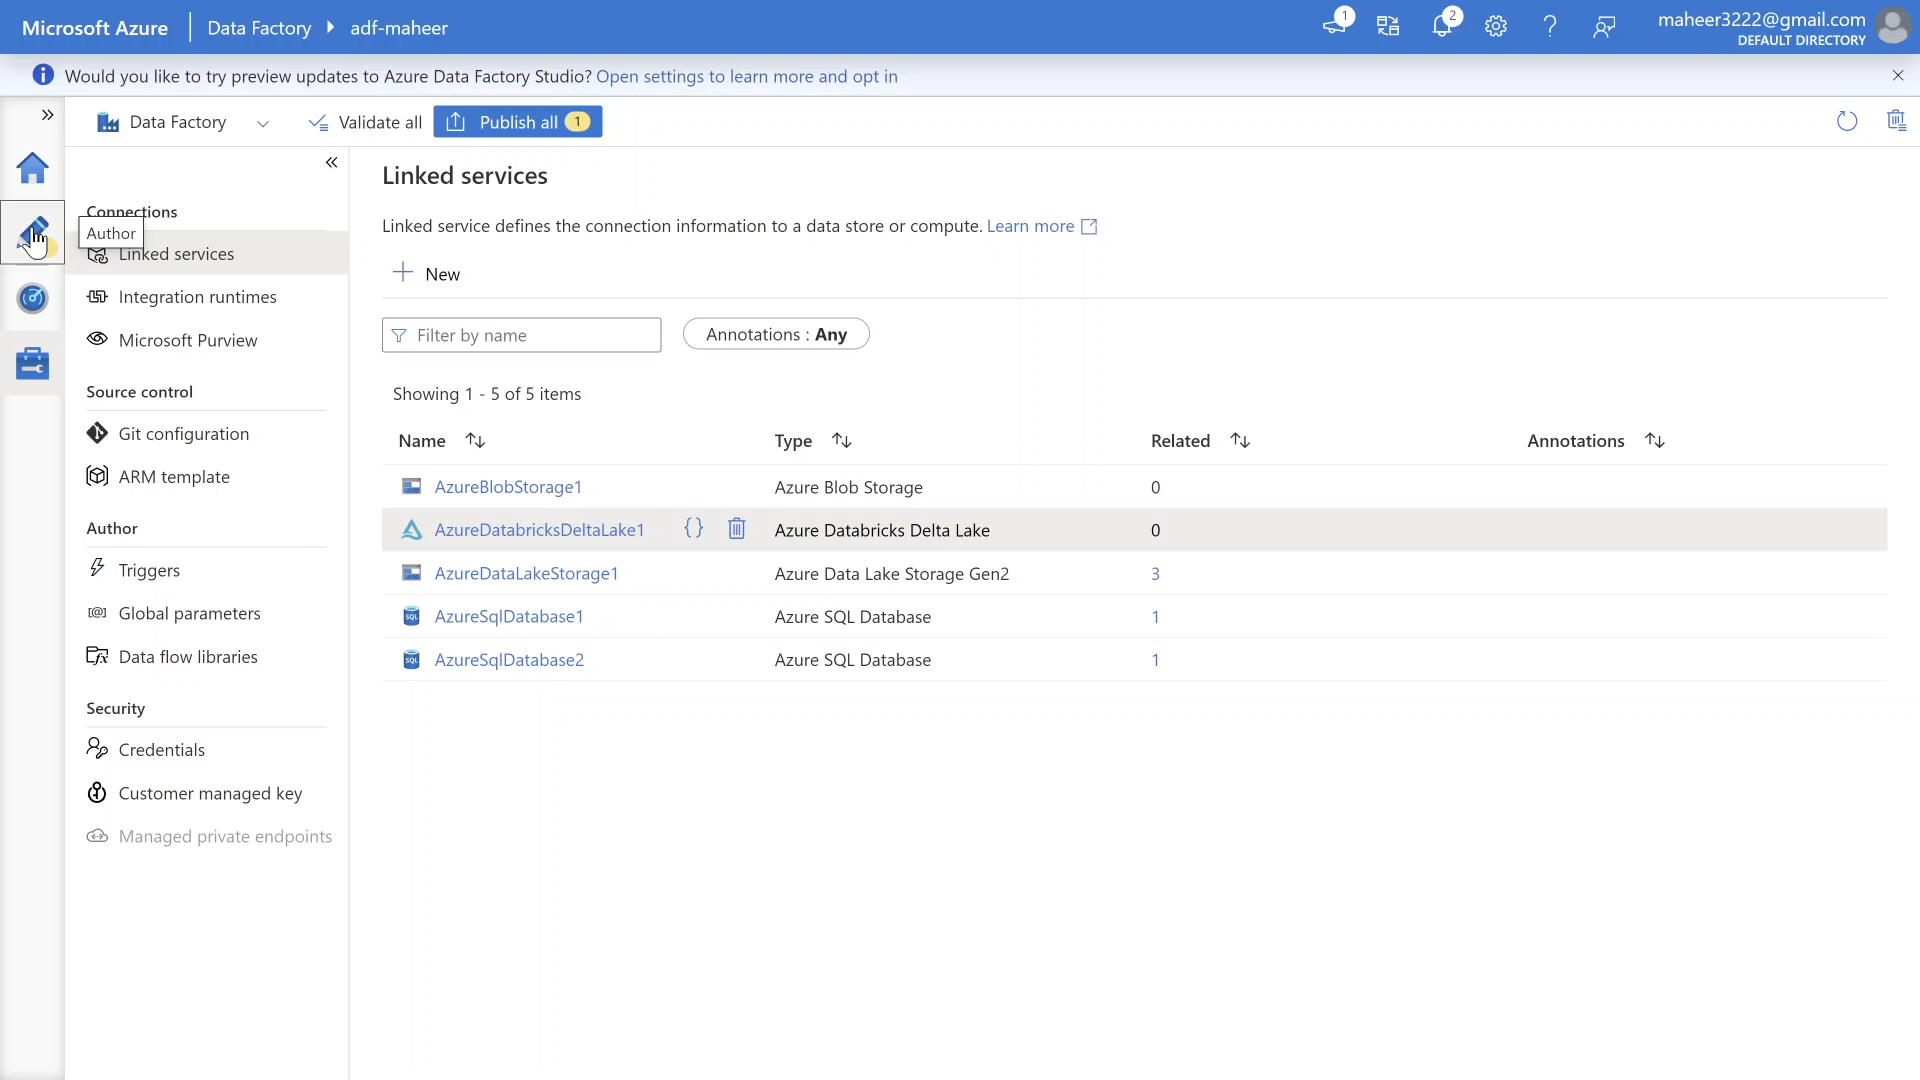 Microsoft Azure
Data Factory
adf-maheer
1
2
maheer3222@gmail.com
DEFAULT DIRECTORY
Would you like to try preview updates to Azure Data Factory Studio? Open settings to learn more and opt in
Data Factory
Validate all
Publish all 1
Connections
Author
Linked services
Integration runtimes
Microsoft Purview
Source control
Git configuration
ARM template
Author
Triggers
Global parameters
Data flow libraries
Security
Credentials
Customer managed key
Managed private endpoints
Linked services
Linked service defines the connection information to a data store or compute. Learn more
New
Filter by name
Annotations : Any
Showing 1 - 5 of 5 items
Name Type Related Annotations
AzureBlobStorage1 Azure Blob Storage 0
AzureDatabricksDeltaLake1 {} Azure Databricks Delta Lake 0
AzureDataLakeStorage1 Azure Data Lake Storage Gen2 3
SQL AzureSqlDatabase1 Azure SQL Database 1
SQL AzureSqlDatabase2 Azure SQL Database 1